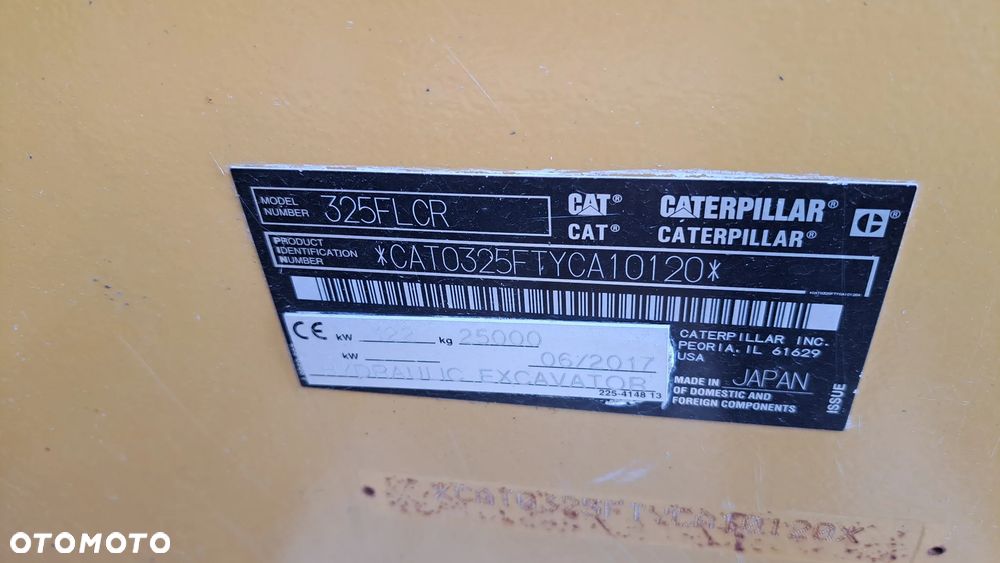 MODEL NUMBER 325FLCR
CAT® CATERPILLAR®
CAT® CATERPILLAR®
PRODUCT IDENTIFICATION NUMBER *CAT0325FTYCA10120*
CE kW 122 kg 25000
kW 06/2017
HYDRAULIC EXCAVATOR
225-4148 13
CATERPILLAR INC.
PEORIA, IL 61629
USA
MADE IN JAPAN
OF DOMESTIC AND
FOREIGN COMPONENTS
ISSUE
*CAT0325FTYCA10120*
OTOMOTO